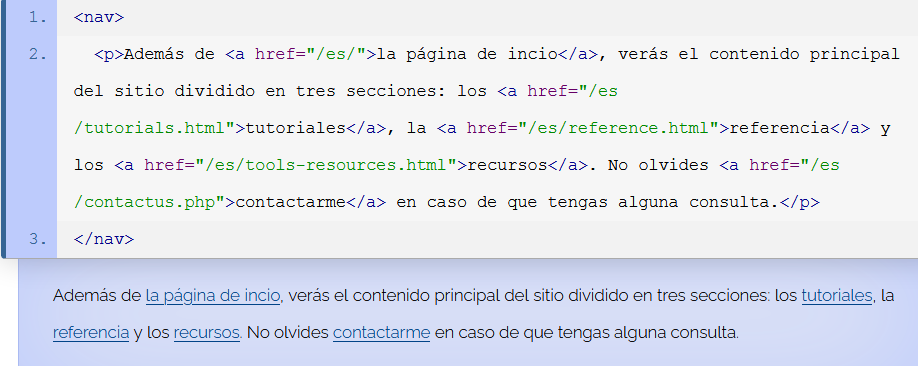 1. <nav>
2. <p>Además de <a href="/es/">la página de incio</a>, verás el contenido principal
del sitio dividido en tres secciones: los <a href="/es
/tutorials.html">tutoriales</a>, la <a href="/es/reference.html">referencia</a> y
los <a href="/es/tools-resources.html">recursos</a>. No olvides <a href="/es
/contactus.php">contactarme</a> en caso de que tengas alguna consulta.</p>
3. </nav>
Además de la página de incio, verás el contenido principal del sitio dividido en tres secciones: los tutoriales, la
referencia y los recursos. No olvides contactarme en caso de que tengas alguna consulta.